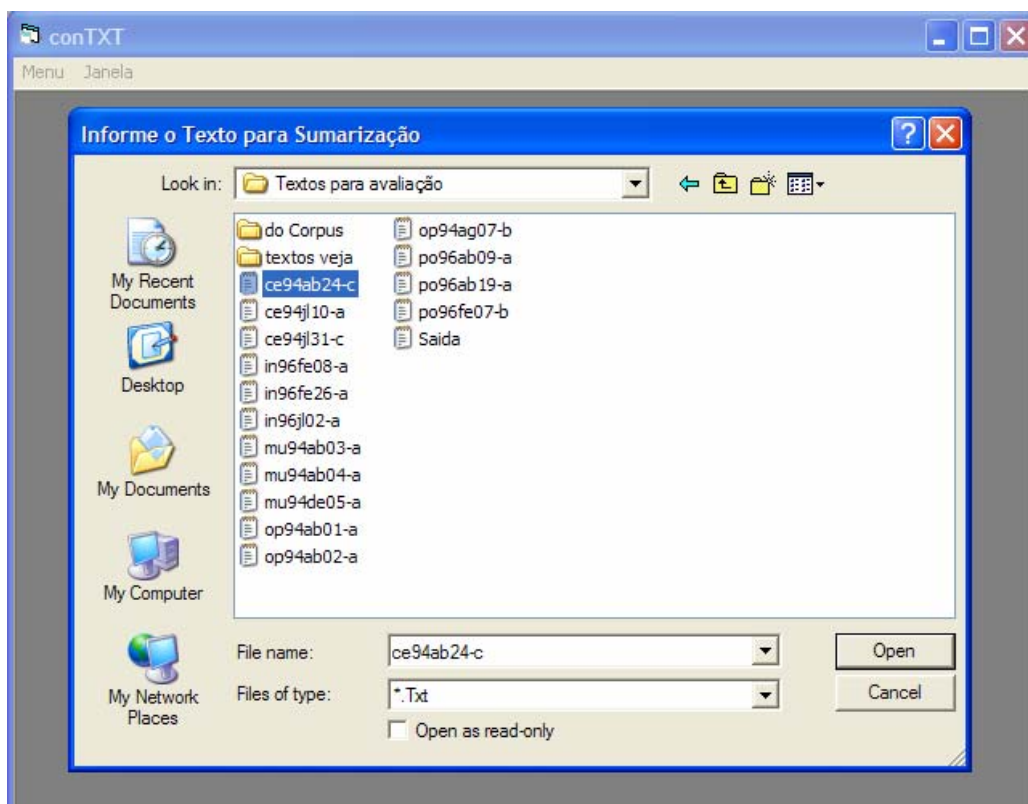 conTXT
Menu Janela
Informe o Texto para Sumarização
Look in: Textos para avaliação
My Recent Documents
Desktop
My Documents
My Computer
My Network Places
do Corpus
textos veja
ce94ab24-c
ce94jl10-a
ce94jl31-c
in96fe08-a
in96fe26-a
in96jl02-a
mu94ab03-a
mu94ab04-a
mu94de05-a
op94ab01-a
op94ab02-a
op94ag07-b
po96ab09-a
po96ab19-a
po96fe07-b
Saida
File name: ce94ab24-c Open
Files of type: *.Txt Cancel
Open as read-only